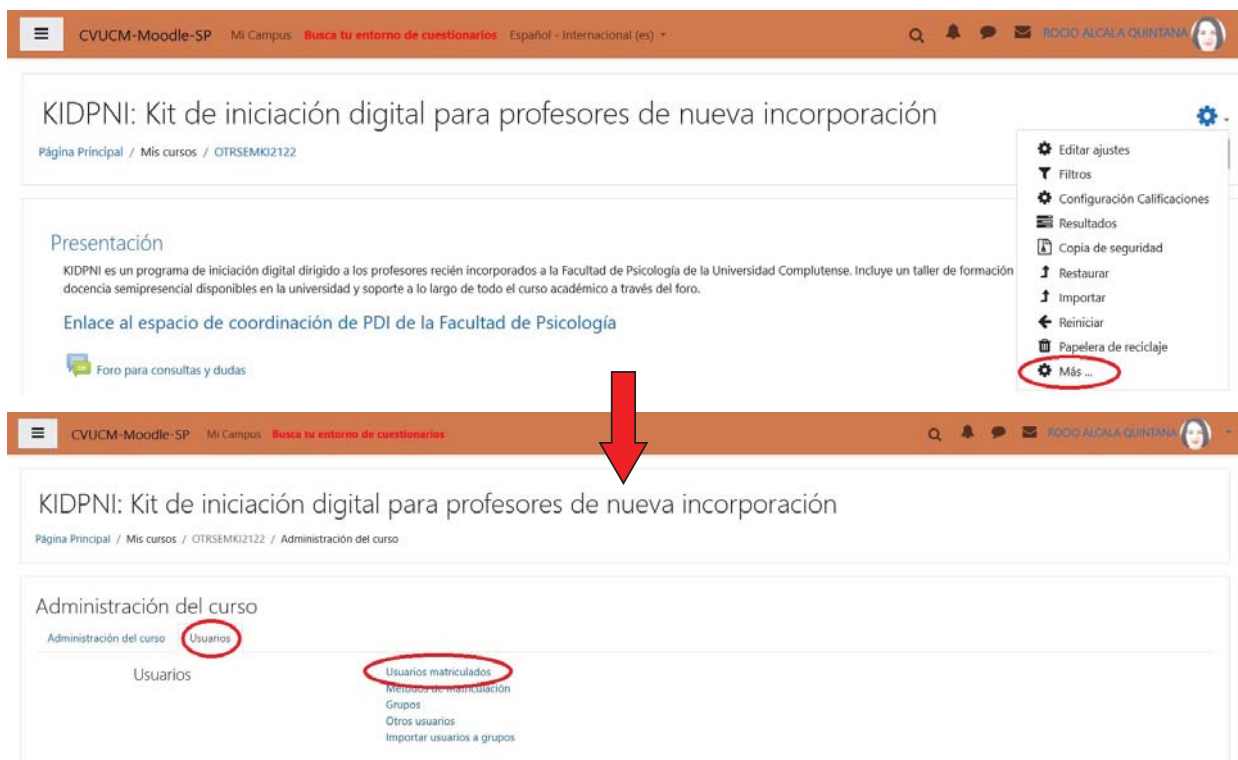 CVUCM-Moodle-SP Mi Campus Busca tu entorno de cuestionarios Español - Internacional (es) ROCIO ALCALA QUINTANA
KIDPNI: Kit de iniciación digital para profesores de nueva incorporación
Página Principal / Mis cursos / OTRSEMKI2122
Editar ajustes
Filtros
Configuración Calificaciones
Resultados
Copia de seguridad
Restaurar
Importar
Reiniciar
Papelera de reciclaje
Más ...
Presentación
KIDPNI es un programa de iniciación digital dirigido a los profesores recién incorporados a la Facultad de Psicología de la Universidad Complutense. Incluye un taller de formación
docencia semipresencial disponibles en la universidad y soporte a lo largo de todo el curso académico a través del foro.
Enlace al espacio de coordinación de PDI de la Facultad de Psicología
Foro para consultas y dudas
CVUCM-Moodle-SP Mi Campus Busca tu entorno de cuestionarios ROCIO ALCALA QUINTANA
KIDPNI: Kit de iniciación digital para profesores de nueva incorporación
Página Principal / Mis cursos / OTRSEMKI2122 / Administración del curso
Administración del curso
Administración del curso Usuarios
Usuarios
Usuarios matriculados
Métodos de matriculación
Grupos
Otros usuarios
Importar usuarios a grupos